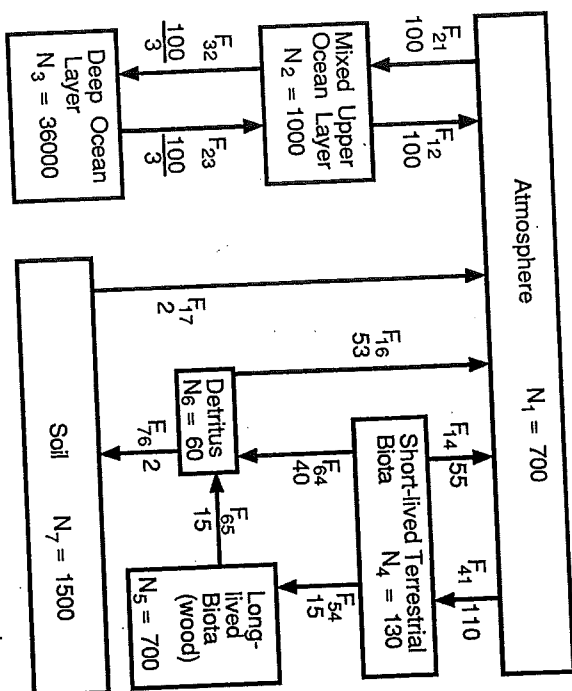 Atmosphere N₁ = 700
F₂₁
100
F₁₂
100
Mixed Upper
Ocean Layer
N₂ = 1000
F₃₂
100
3
F₂₃
100
3
Deep Ocean
Layer
N₃ = 36000
F₁₇
2
F₁₆
53
F₁₄ 55
F₄₁ 110
Short-lived Terrestrial
Biota N₄ = 130
F₆₄
40
F₅₄
15
Detritus
N₆ = 60
F₆₅
15
Long-
lived
Biota
(wood)
N₅ = 700
F₇₆ 2
Soil N₇ = 1500